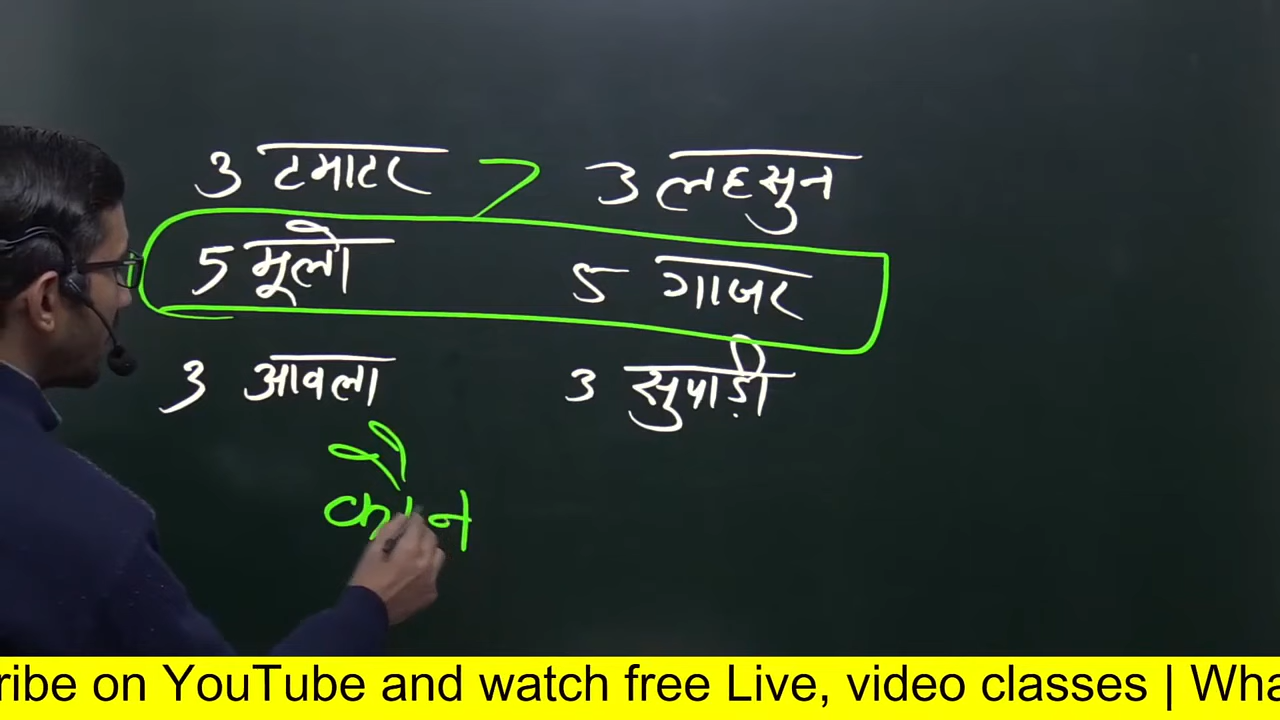 3 टमाटर > 3 लहसुन
5 मूली 5 गाजर
3 आवला 3 सुपाड़ी
कौन
ribe on YouTube and watch free Live, video classes | Wha